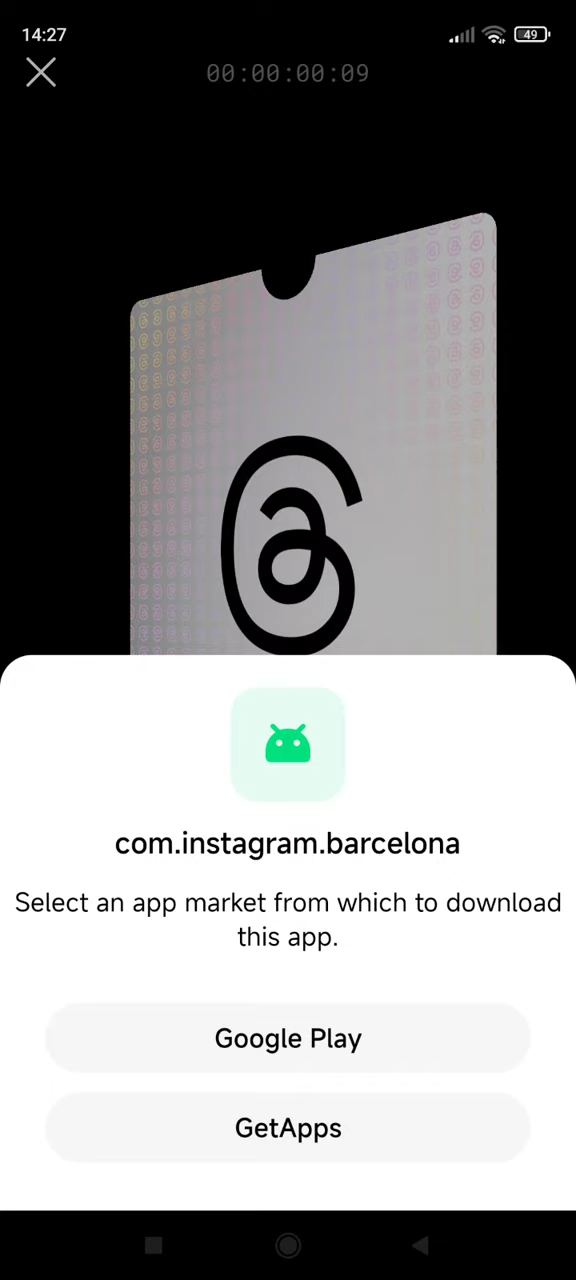 14:27
49
00:00:00:09
com.instagram.barcelona
Select an app market from which to download
this app.
Google Play
GetApps